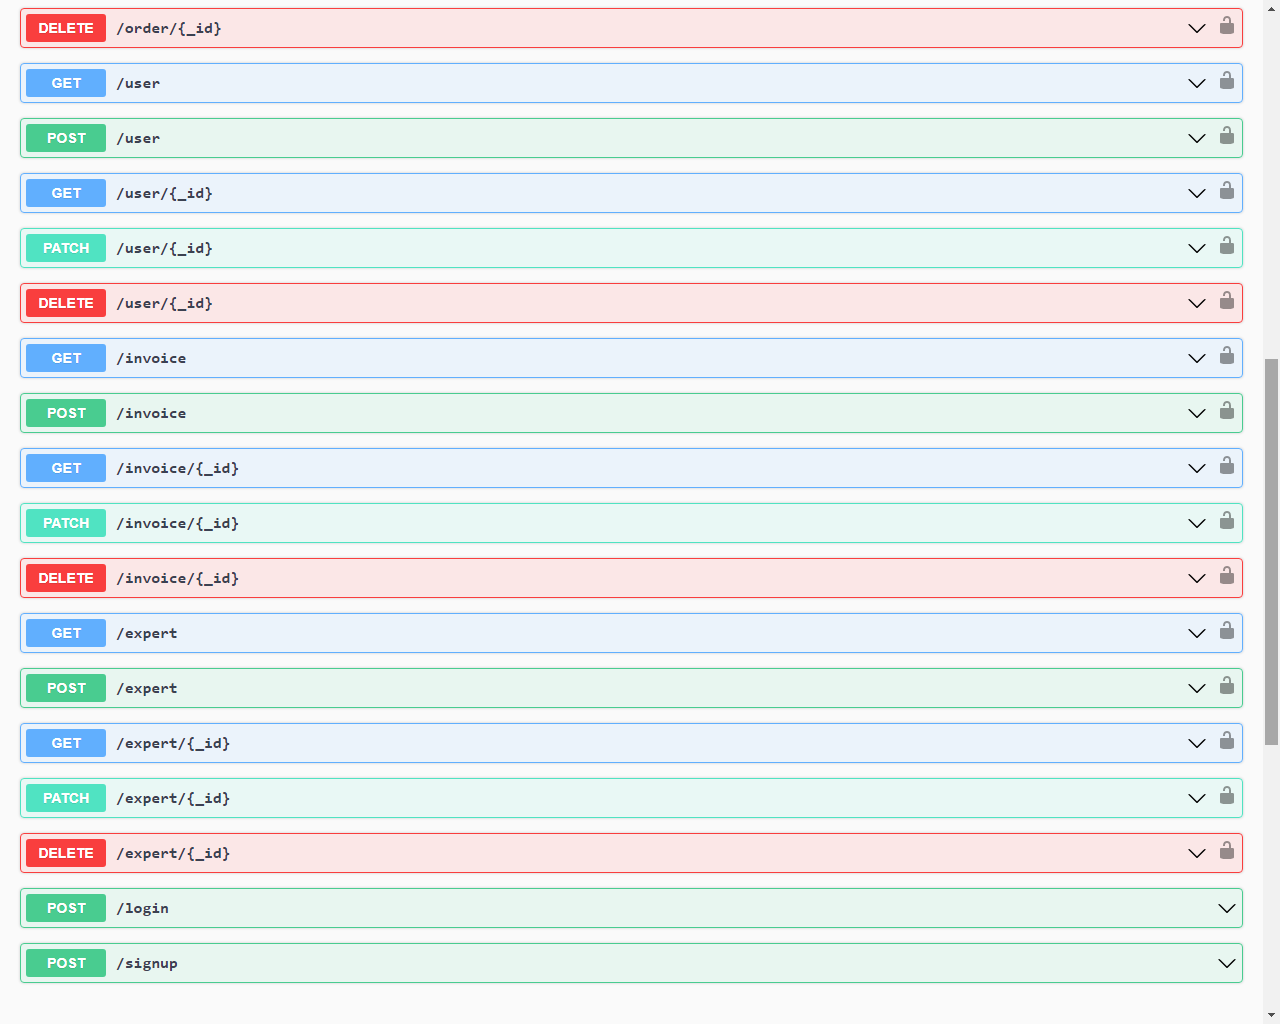 DELETE /order/{_id}
GET /user
POST /user
GET /user/{_id}
PATCH /user/{_id}
DELETE /user/{_id}
GET /invoice
POST /invoice
GET /invoice/{_id}
PATCH /invoice/{_id}
DELETE /invoice/{_id}
GET /expert
POST /expert
GET /expert/{_id}
PATCH /expert/{_id}
DELETE /expert/{_id}
POST /login
POST /signup